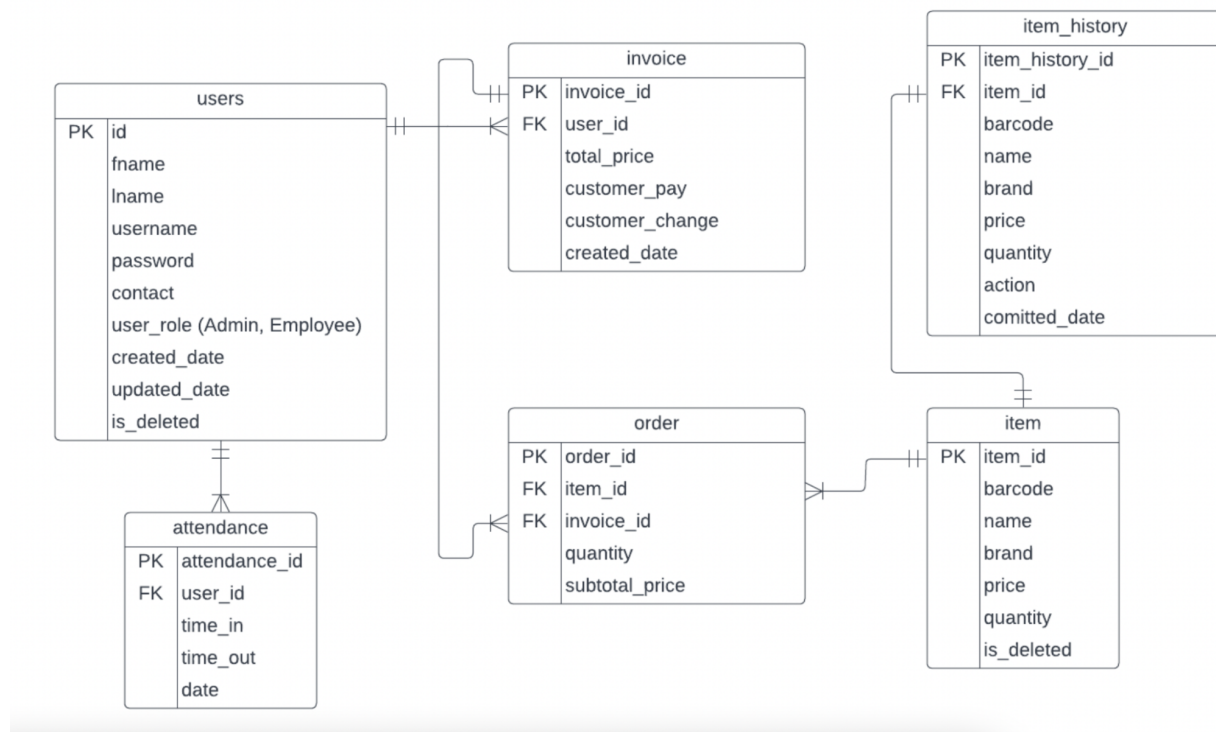 users
PK id
fname
lname
username
password
contact
user_role (Admin, Employee)
created_date
updated_date
is_deleted
attendance
PK attendance_id
FK user_id
time_in
time_out
date
invoice
PK invoice_id
FK user_id
total_price
customer_pay
customer_change
created_date
order
PK order_id
FK item_id
FK invoice_id
quantity
subtotal_price
item_history
PK item_history_id
FK item_id
barcode
name
brand
price
quantity
action
comitted_date
item
PK item_id
barcode
name
brand
price
quantity
is_deleted